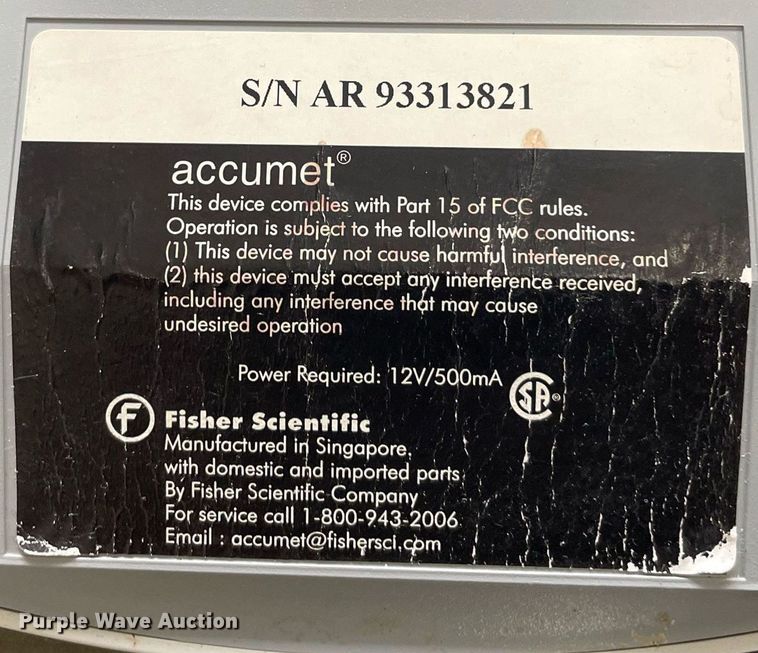 S/N AR 93313821
accumet®
This device complies with Part 15 of FCC rules.
Operation is subject to the following two conditions:
(1) This device may not cause harmful interference, and
(2) this device must accept any interference received,
including any interference that may cause
undesired operation
Power Required: 12V/500mA
SA®
f Fisher Scientific
Manufactured in Singapore,
with domestic and imported parts
By Fisher Scientific Company
For service call 1-800-943-2006
Email : accumet@fishersci.com
Purple Wave Auction